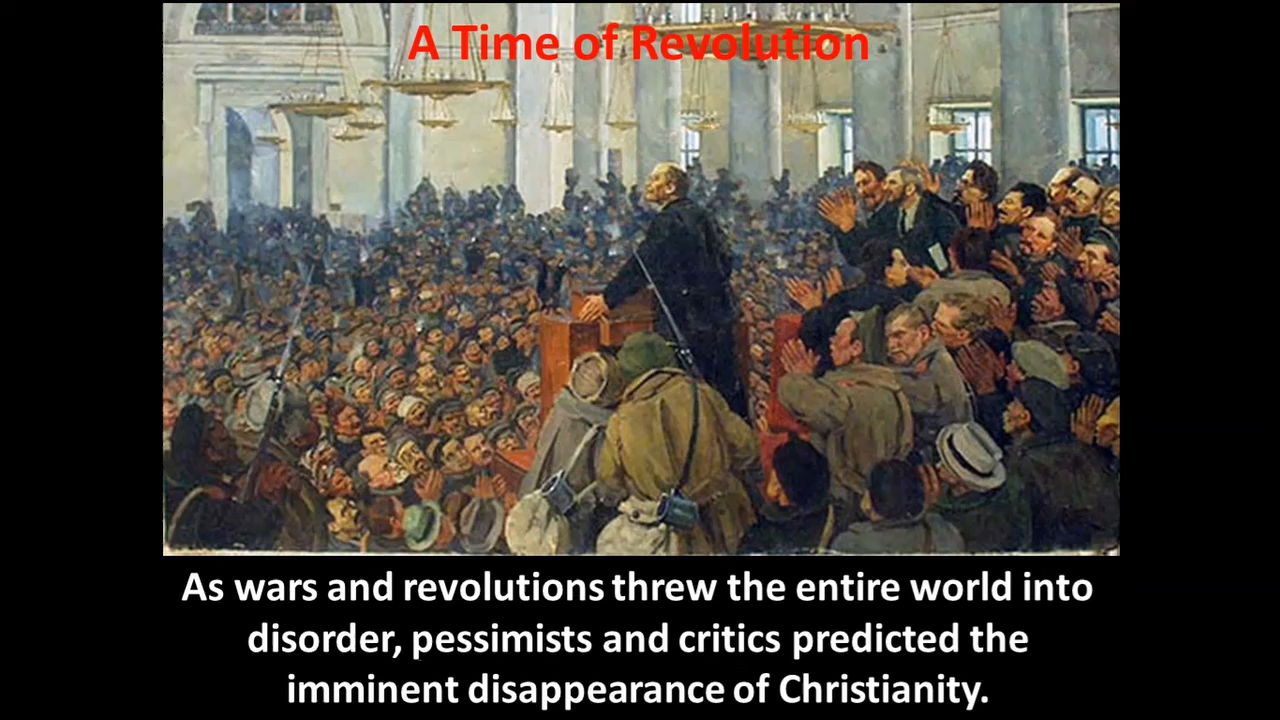 A Time of Revolution
As wars and revolutions threw the entire world into
disorder, pessimists and critics predicted the
imminent disappearance of Christianity.